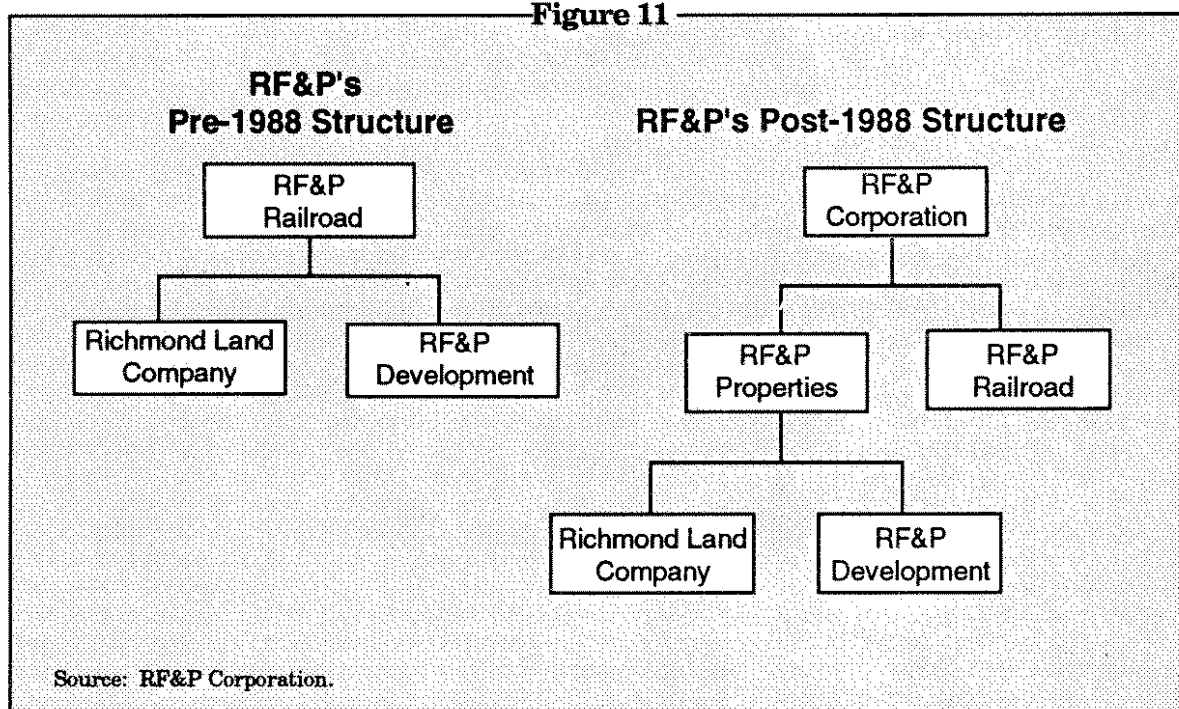 Figure 11
RF&P's
Pre-1988 Structure
RF&P
Railroad
Richmond Land
Company
RF&P
Development
RF&P's Post-1988 Structure
RF&P
Corporation
RF&P
Properties
RF&P
Railroad
Richmond Land
Company
RF&P
Development
Source: RF&P Corporation.